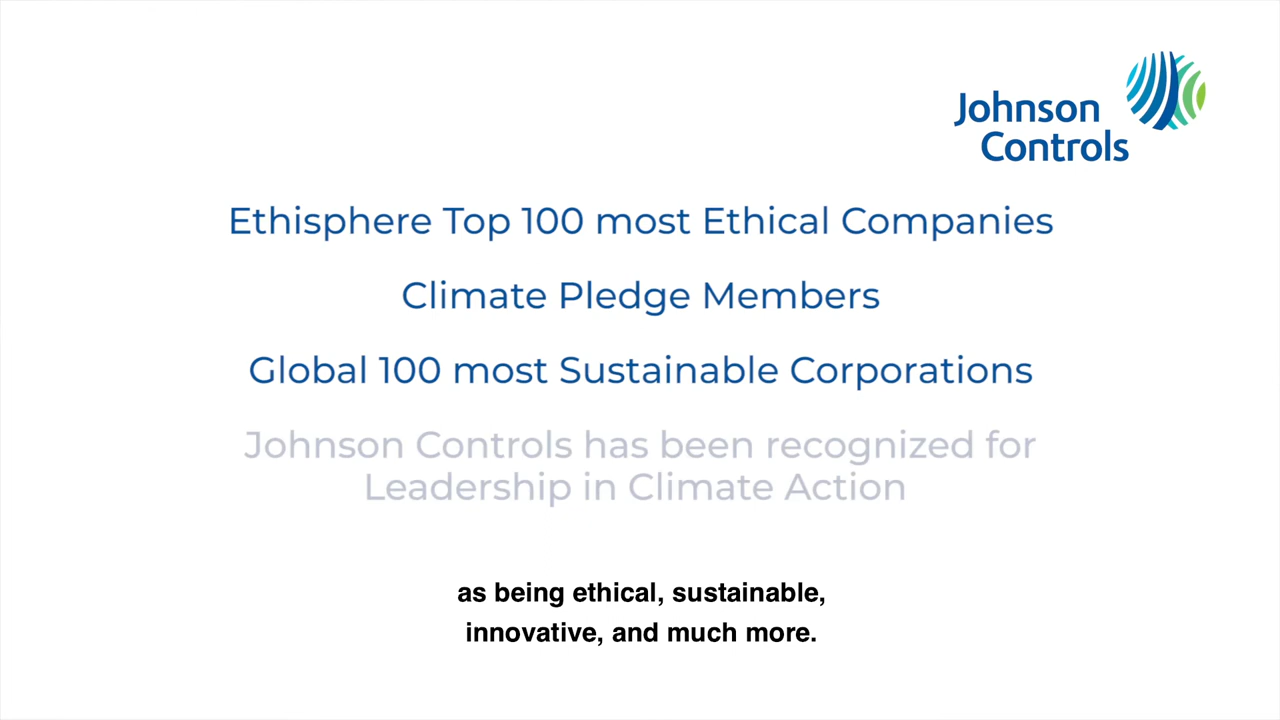 Johnson
Controls
Ethisphere Top 100 most Ethical Companies
Climate Pledge Members
Global 100 most Sustainable Corporations
Johnson Controls has been recognized for
Leadership in Climate Action
as being ethical, sustainable,
innovative, and much more.